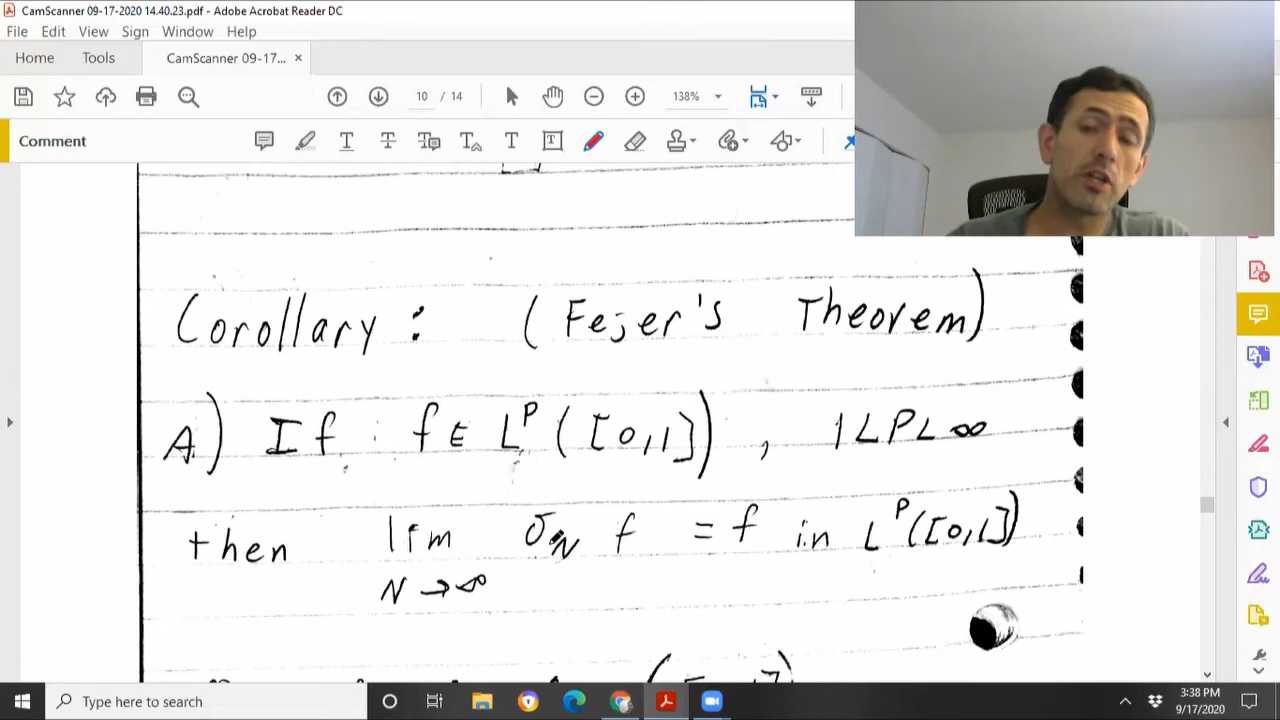 CamScanner 09-17-2020 14.40.23.pdf - Adobe Acrobat Reader DC
File Edit View Sign Window Help
Home Tools CamScanner 09-17... ×
10 / 14 138%
Comment
Corollary : (Fejer's Theorem)
A) If f ∈ L^p([0,1]), 1<P<∞
then lim σ_N f = f in L^P([0,1])
N→∞
Type here to search
3:38 PM
9/17/2020